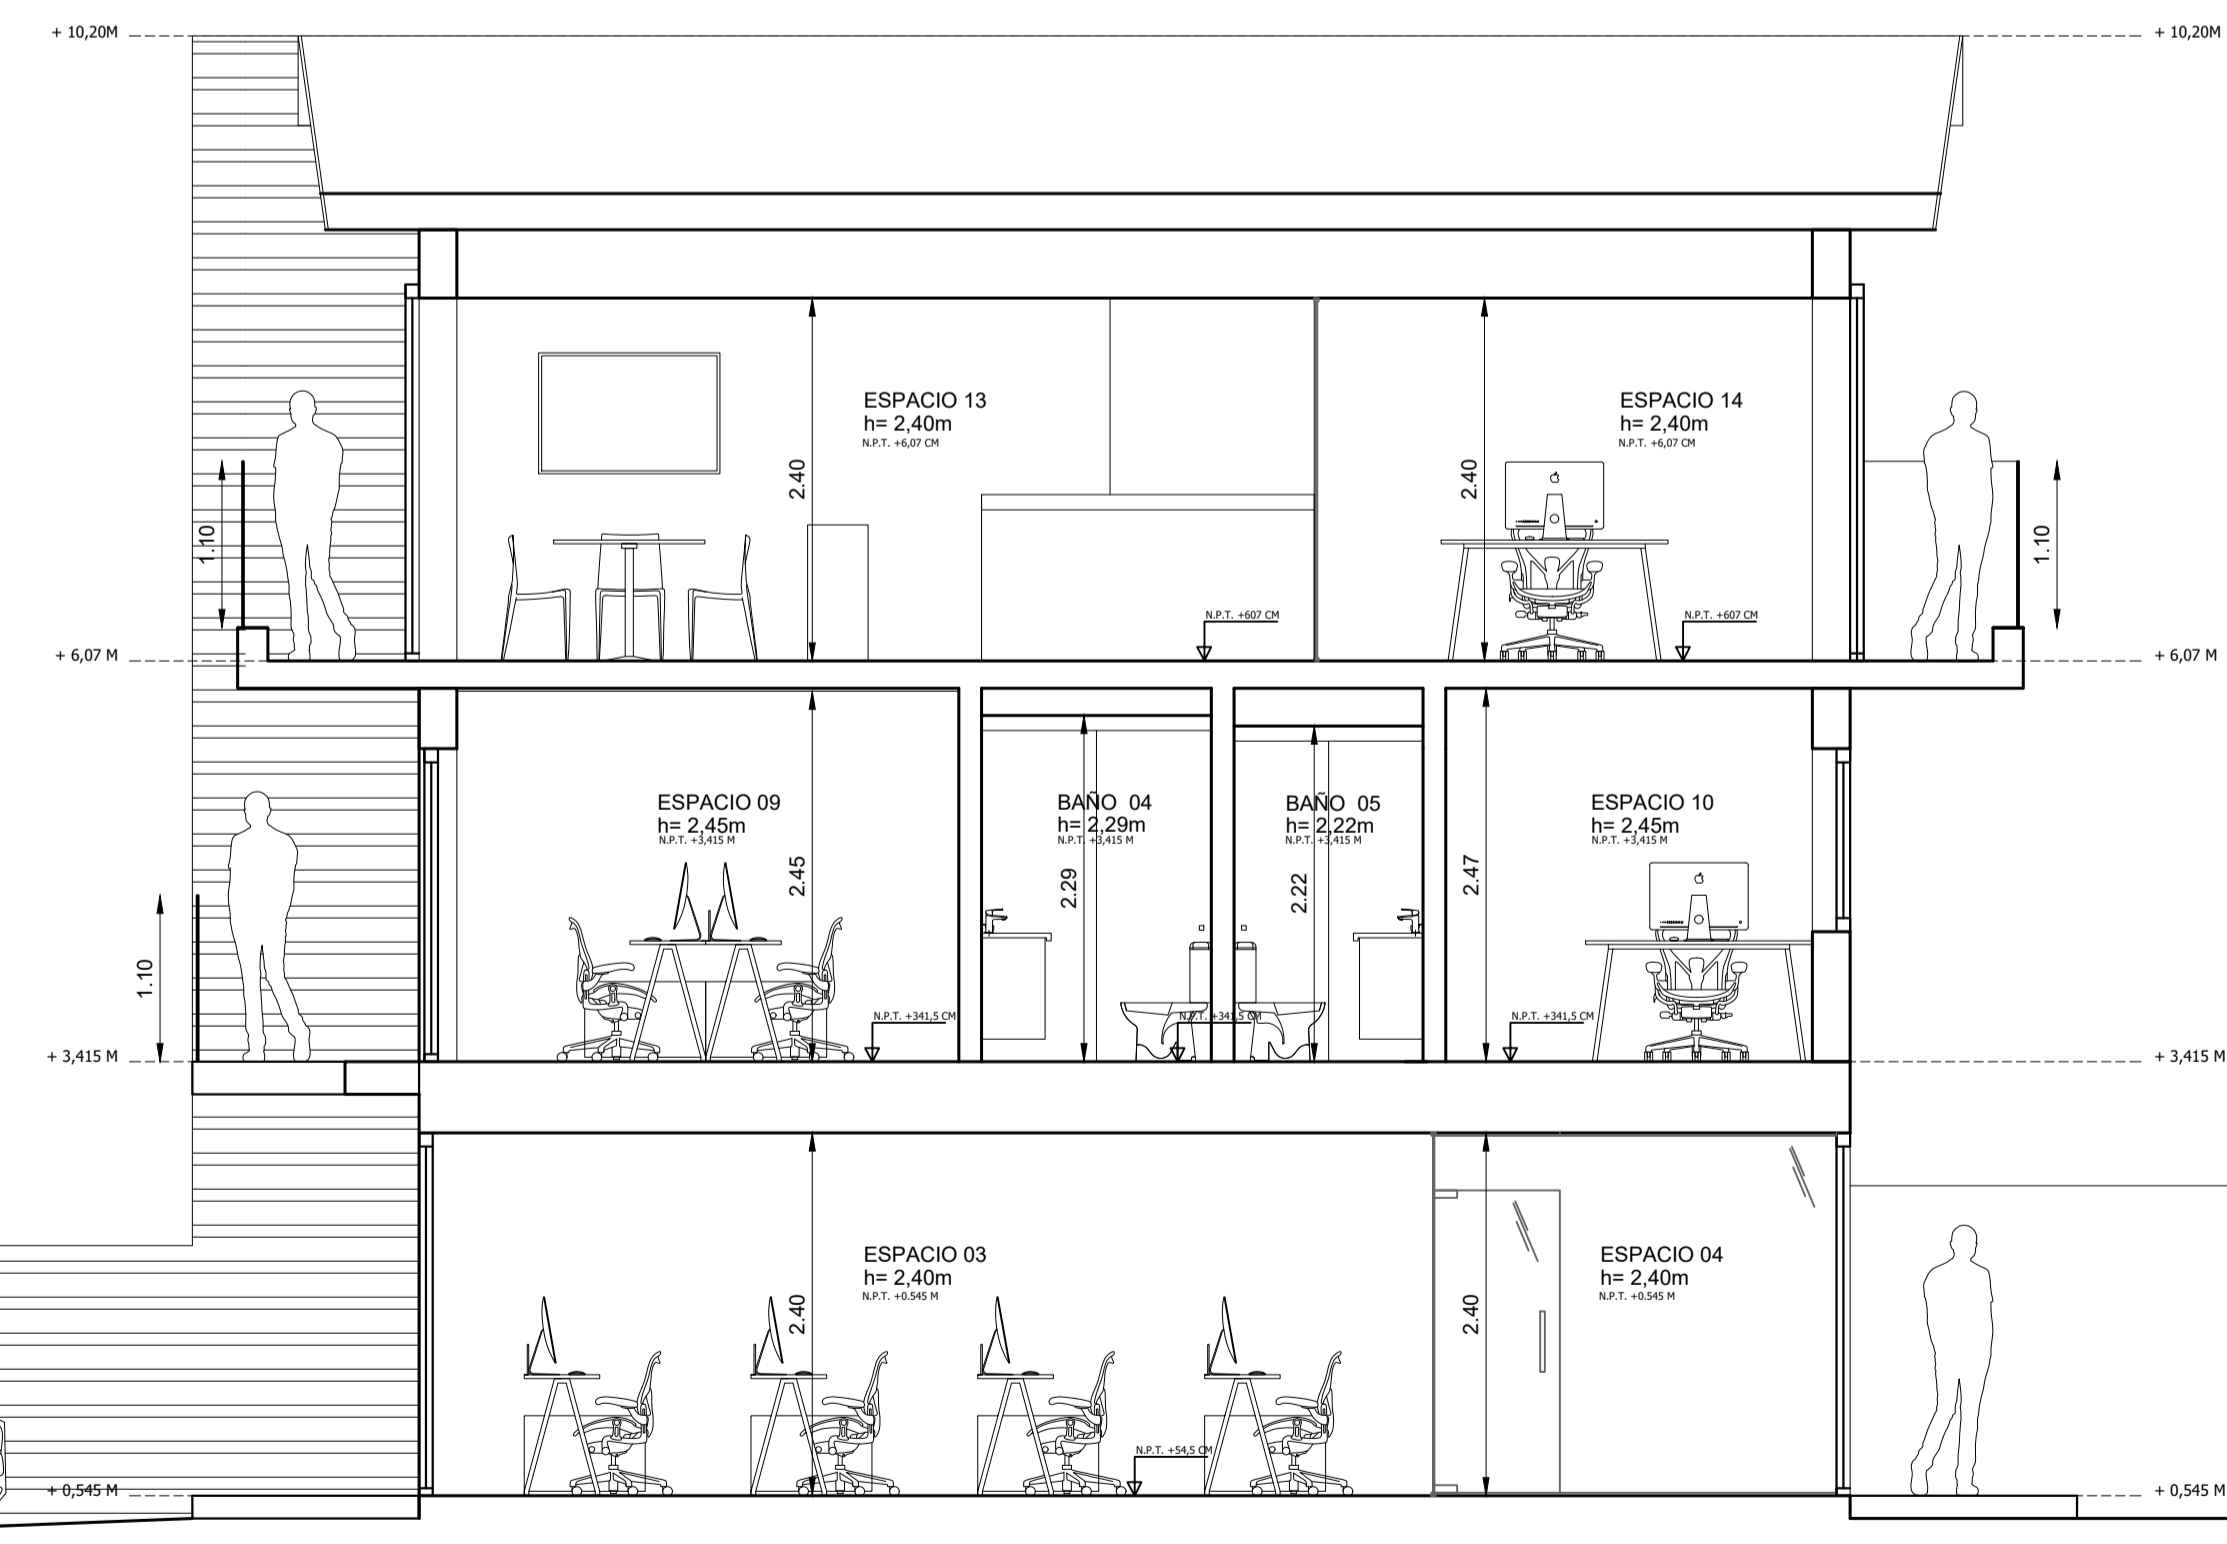 + 10,20M
+ 10,20M
ESPACIO 13
h= 2,40m
N.P.T. +6,07 CM
ESPACIO 14
h= 2,40m
N.P.T. +6,07 CM
2.40
2.40
1.10
1.10
N.P.T. +607 CM
N.P.T. +607 CM
+ 6,07 M
+ 6,07 M
ESPACIO 09
h= 2,45m
N.P.T. +3,415 M
BAÑO 04
h= 2,29m
N.P.T. +3,415 M
BAÑO 05
h= 2,22m
N.P.T. +3,415 M
ESPACIO 10
h= 2,45m
N.P.T. +3,415 M
2.45
2.29
2.22
2.47
1.10
N.P.T. +341,5 CM
N.P.T. +341,5 CM
N.P.T. +341,5 CM
+ 3,415 M
+ 3,415 M
ESPACIO 03
h= 2,40m
N.P.T. +0.545 M
ESPACIO 04
h= 2,40m
N.P.T. +0.545 M
2.40
2.40
N.P.T. +54,5 CM
+ 0,545 M
+ 0,545 M